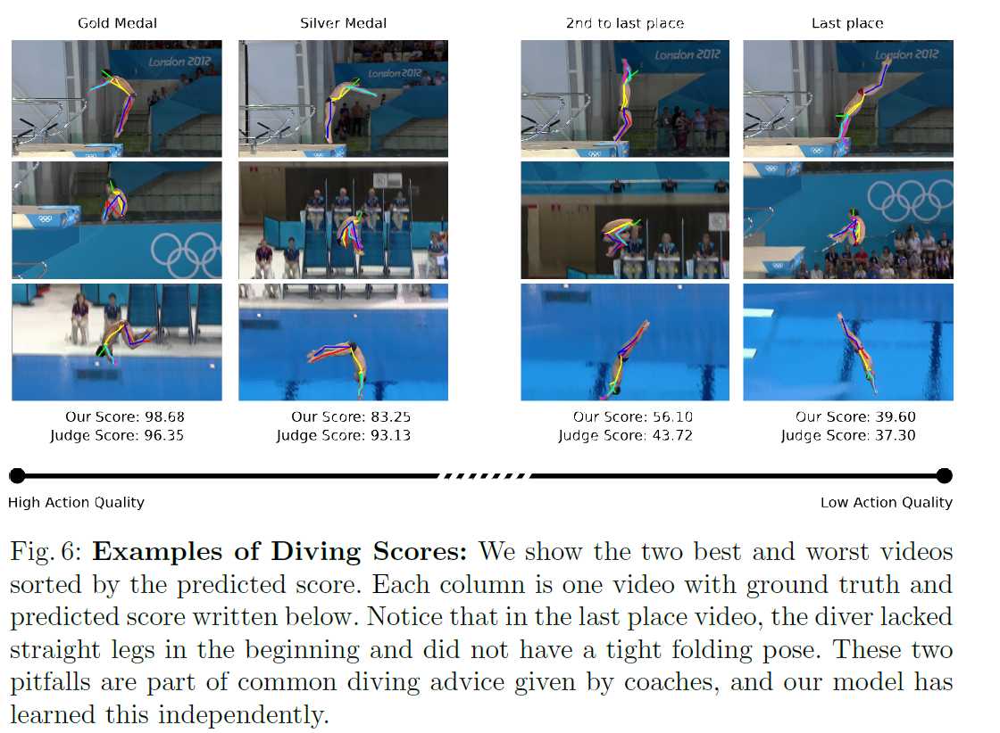 Gold Medal
Silver Medal
2nd to last place
Last place
London 2012
London 2012
London 2012
London 2012
Our Score: 98.68
Judge Score: 96.35
Our Score: 83.25
Judge Score: 93.13
Our Score: 56.10
Judge Score: 43.72
Our Score: 39.60
Judge Score: 37.30
High Action Quality
Low Action Quality
Fig. 6: Examples of Diving Scores: We show the two best and worst videos
sorted by the predicted score. Each column is one video with ground truth and
predicted score written below. Notice that in the last place video, the diver lacked
straight legs in the beginning and did not have a tight folding pose. These two
pitfalls are part of common diving advice given by coaches, and our model has
learned this independently.